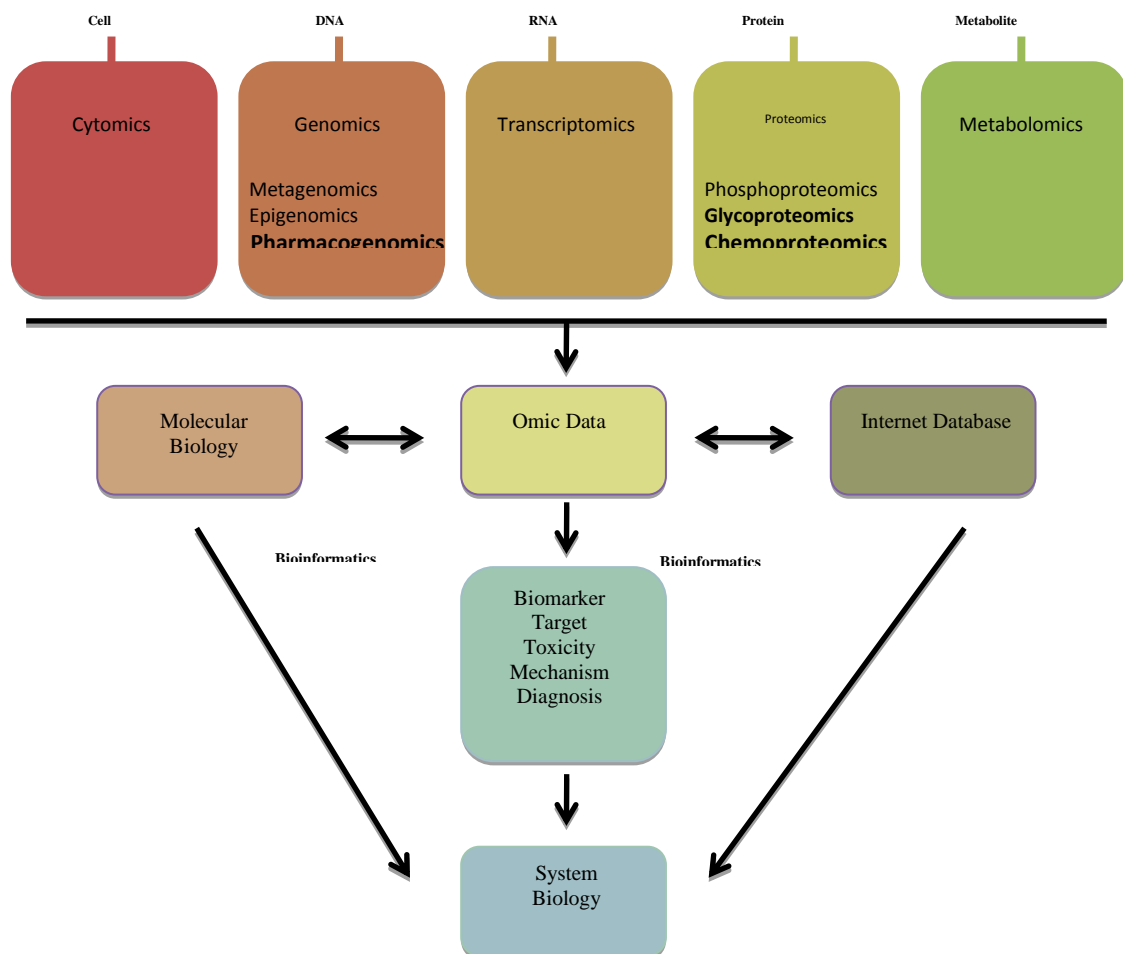 Cell
DNA
RNA
Protein
Metabolite
Cytomics
Genomics
Transcriptomics
Proteomics
Metabolomics
Metagenomics
Epigenomics
Pharmacogenomics
Phosphoproteomics
Glycoproteomics
Chemoproteomics
Molecular
Biology
Omic Data
Internet Database
Bioinformatics
Bioinformatics
Biomarker
Target
Toxicity
Mechanism
Diagnosis
System
Biology